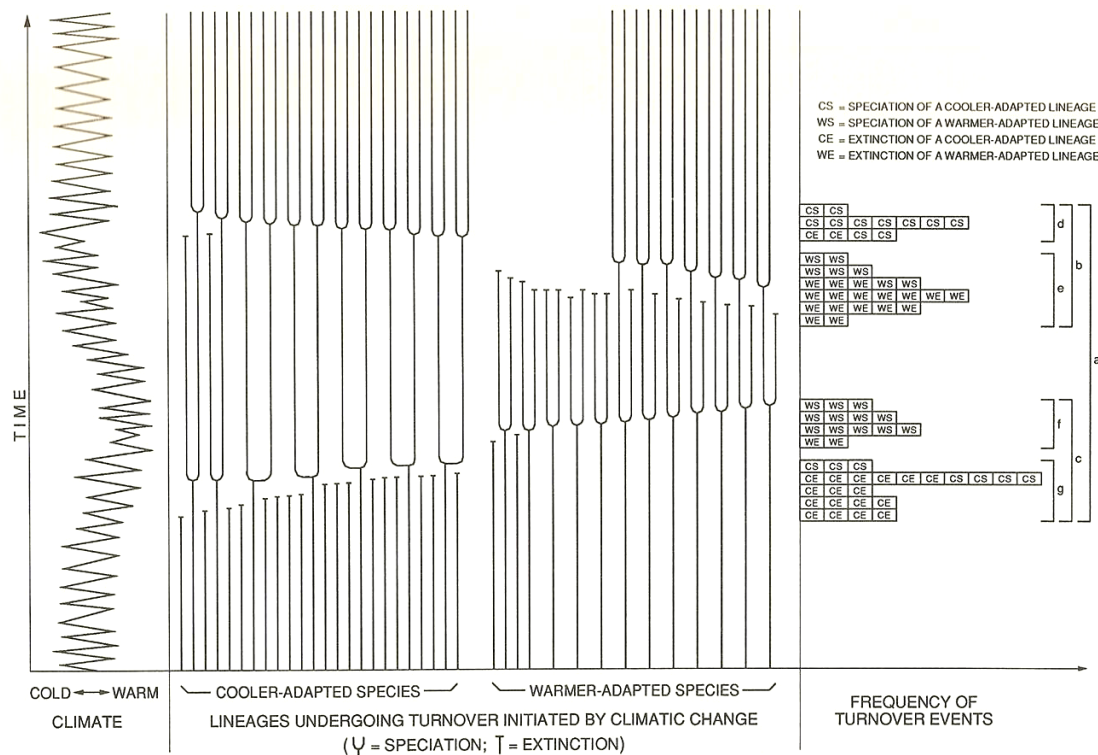 CS = SPECIATION OF A COOLER-ADAPTED LINEAGE
WS = SPECIATION OF A WARMER-ADAPTED LINEAGE
CE = EXTINCTION OF A COOLER-ADAPTED LINEAGE
WE = EXTINCTION OF A WARMER-ADAPTED LINEAGE
CS CS
CS CS CS CS CS CS CS
CE CE CS CS
d
b
WS WS
WS WS WS
WE WE WE WS WS
WE WE WE WE WE WE WE
WE WE WE WE WE
WE WE
e
a
TIME
WS WS WS
WS WS WS WS
WS WS WS WS WS
WE WE
f
c
CS CS CS
CE CE CE CE CE CE CS CS CS CS
CE CE CE
CE CE CE CE
CE CE CE CE
g
COLD WARM
CLIMATE
COOLER-ADAPTED SPECIES
WARMER-ADAPTED SPECIES
LINEAGES UNDERGOING TURNOVER INITIATED BY CLIMATIC CHANGE
( = SPECIATION; = EXTINCTION)
FREQUENCY OF
TURNOVER EVENTS